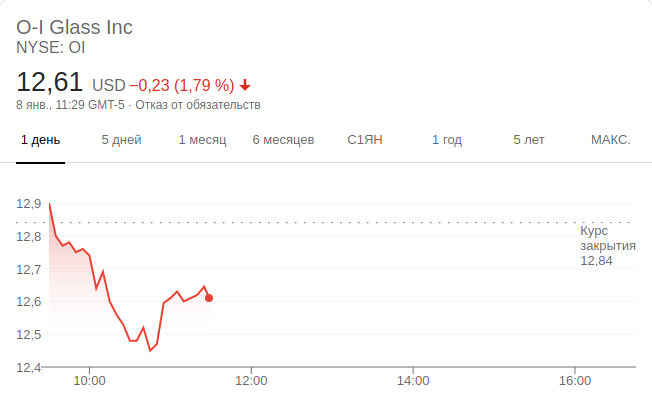 O-I Glass Inc
NYSE: OI
12,61 USD −0,23 (1,79 %)
8 янв., 11:29 GMT-5 · Отказ от обязательств
1 день 5 дней 1 месяц 6 месяцев С1ЯН 1 год 5 лет МАКС.
12,9
12,8
12,7
12,6
12,5
12,4
Курс
закрытия
12,84
10:00 12:00 14:00 16:00